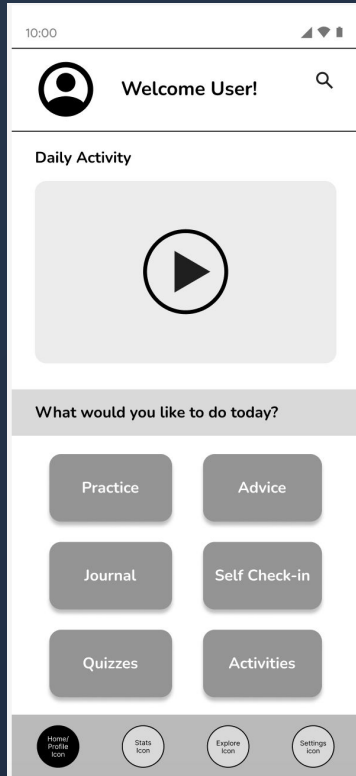 10:00
Welcome User!
Daily Activity
What would you like to do today?
Practice
Advice
Journal
Self Check-in
Quizzes
Activities
Home/
Profile
Icon
Stats
Icon
Explore
Icon
Settings
icon